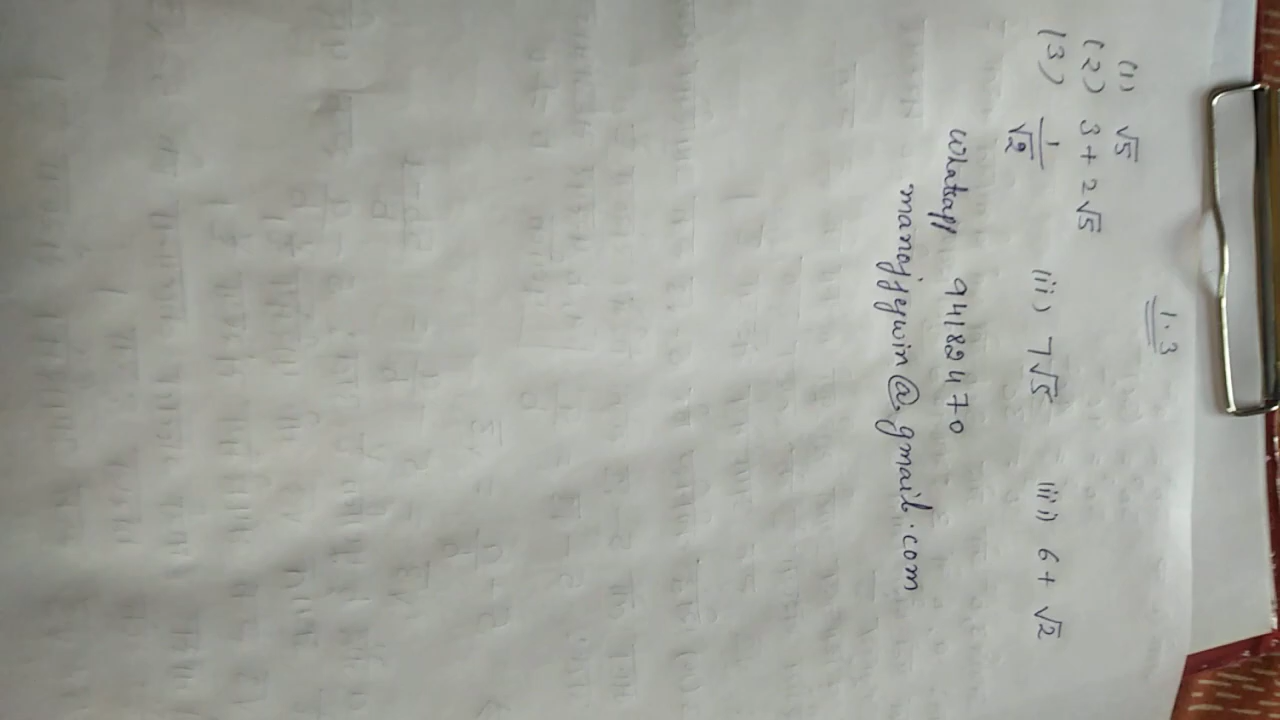 1.3
(1) √5
(2) 3 + 2√5
(3) 1/√2 (ii) 7√5 (iii) 6 + √2
Whatsapp 94182470
manojjejwin@gmail.com